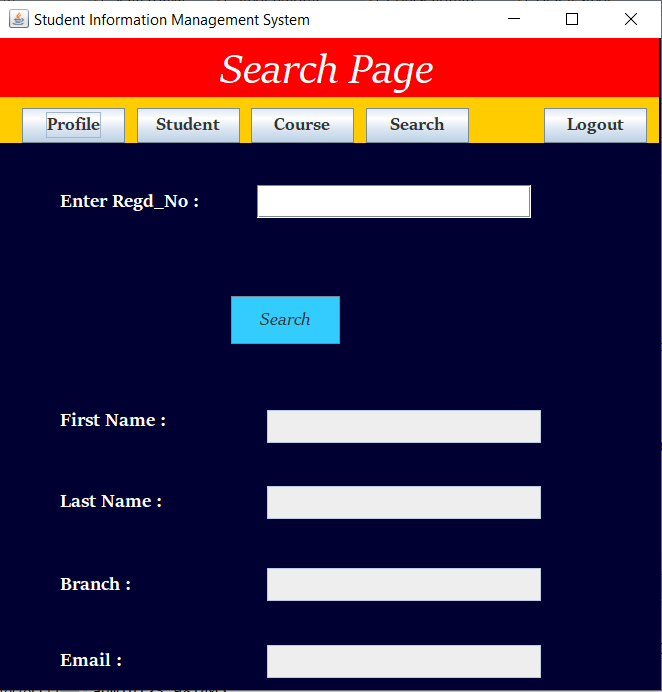 Student Information Management System
Search Page
Profile Student Course Search Logout
Enter Regd_No :
Search
First Name :
Last Name :
Branch :
Email :